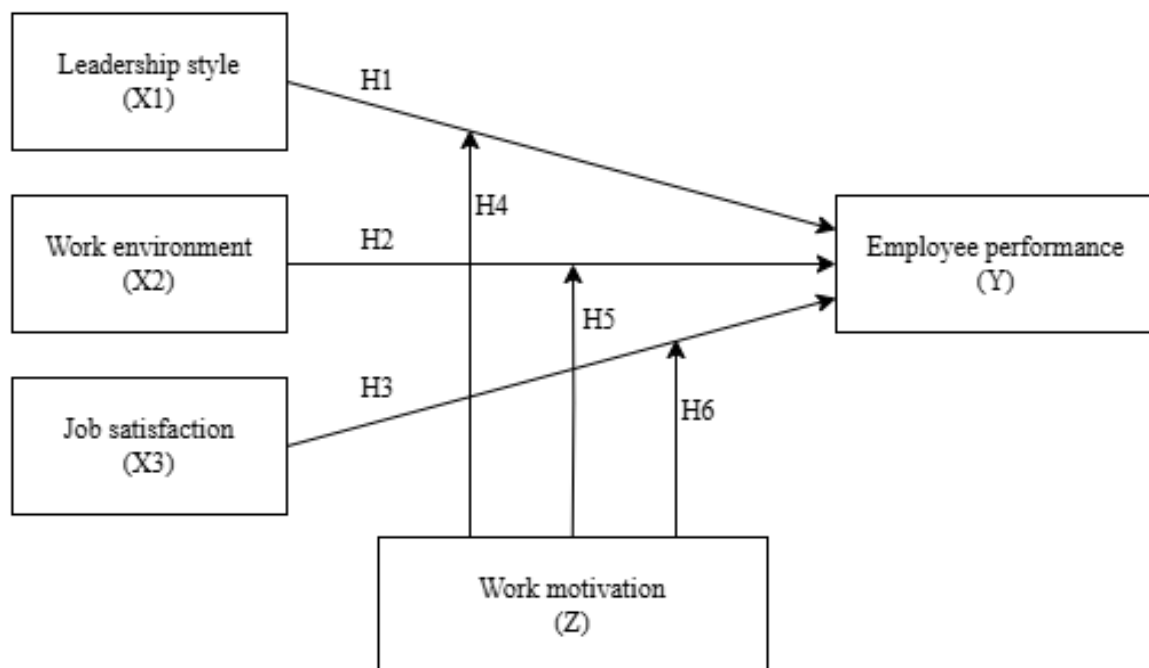 Leadership style
(X1)
H1
H4
Work environment
(X2)
H2
Employee performance
(Y)
H5
Job satisfaction
(X3)
H3
H6
Work motivation
(Z)